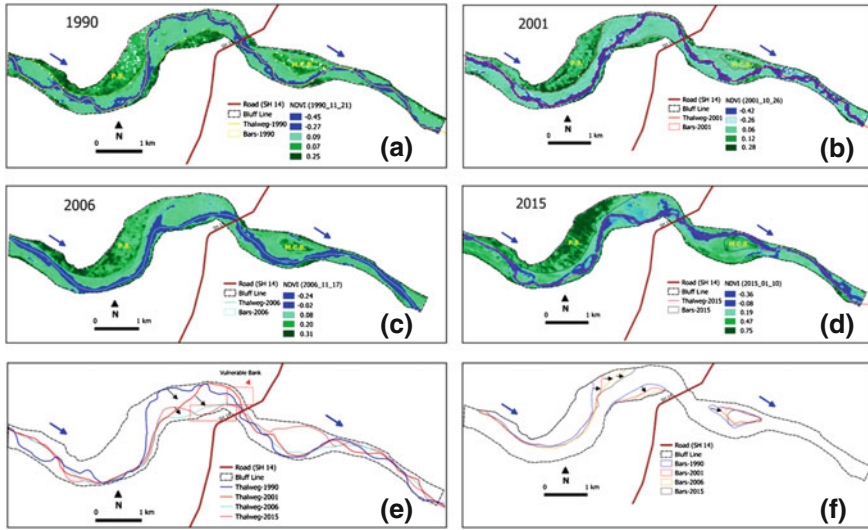 1990
P.B.
M.C.B.
Road (SH 14)
Bluff Line
Thalweg-1990
Bars-1990
NDVI (1990_11_21)
-0.45
-0.27
0.09
0.07
0.25
N
0 1 km
(a)
2001
P.B.
M.C.B.
Road (SH 14)
Bluff Line
Thalweg-2001
Bars-2001
NDVI (2001_10_26)
-0.42
-0.26
0.06
0.12
0.28
N
0 1 km
(b)
2006
P.B.
M.C.B.
Road (SH 14)
Bluff Line
Thalweg-2006
Bars-2006
NDVI (2006_11_17)
-0.24
-0.02
0.08
0.20
0.31
N
0 1 km
(c)
2015
P.B.
M.C.B.
Road (SH 14)
Bluff Line
Thalweg-2015
Bars-2015
NDVI (2015_01_10)
-0.36
-0.08
0.19
0.47
0.75
N
0 1 km
(d)
Vulnerable Bank
Road (SH 14)
Bluff Line
Thalweg-1990
Thalweg-2001
Thalweg-2006
Thalweg-2015
N
0 1 km
(e)
Road (SH 14)
Bluff Line
Bars-1990
Bars-2001
Bars-2006
Bars-2015
N
0 1 km
(f)